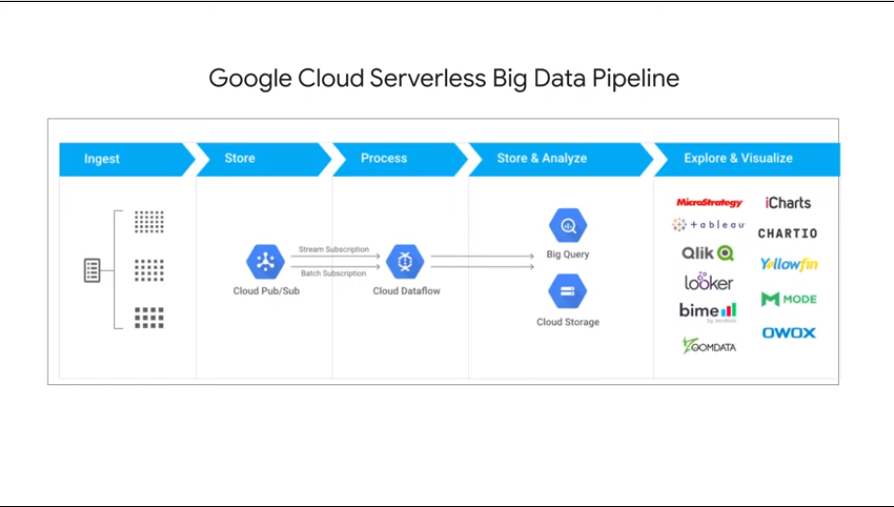 Google Cloud Serverless Big Data Pipeline
Ingest
Store
Process
Store & Analyze
Explore & Visualize
Stream Subscription
Batch Subscription
Cloud Pub/Sub
Cloud Dataflow
Big Query
Cloud Storage
MicroStrategy
iCharts
+ableau
CHARTIO
Qlik
Yellowfin
looker
MODE
bime
by zendesk
OWOX
ZOOMDATA